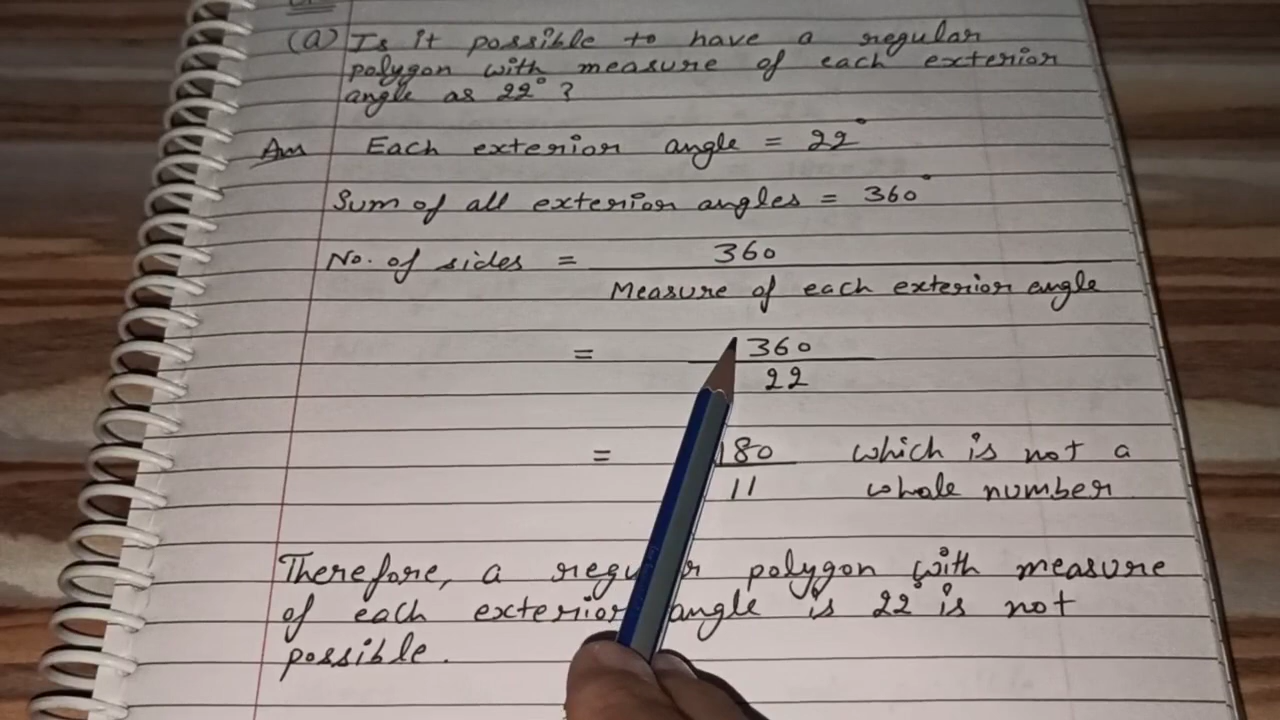 (a) Is it possible to have a regular
polygon with measure of each exterior
angle as 22° ?
Ans Each exterior angle = 22°
Sum of all exterior angles = 360°
No. of sides = 360
Measure of each exterior angle
= 360
22
= 180 which is not a
11 whole number
Therefore, a regular polygon with measure
of each exterior angle is 22° is not
possible.